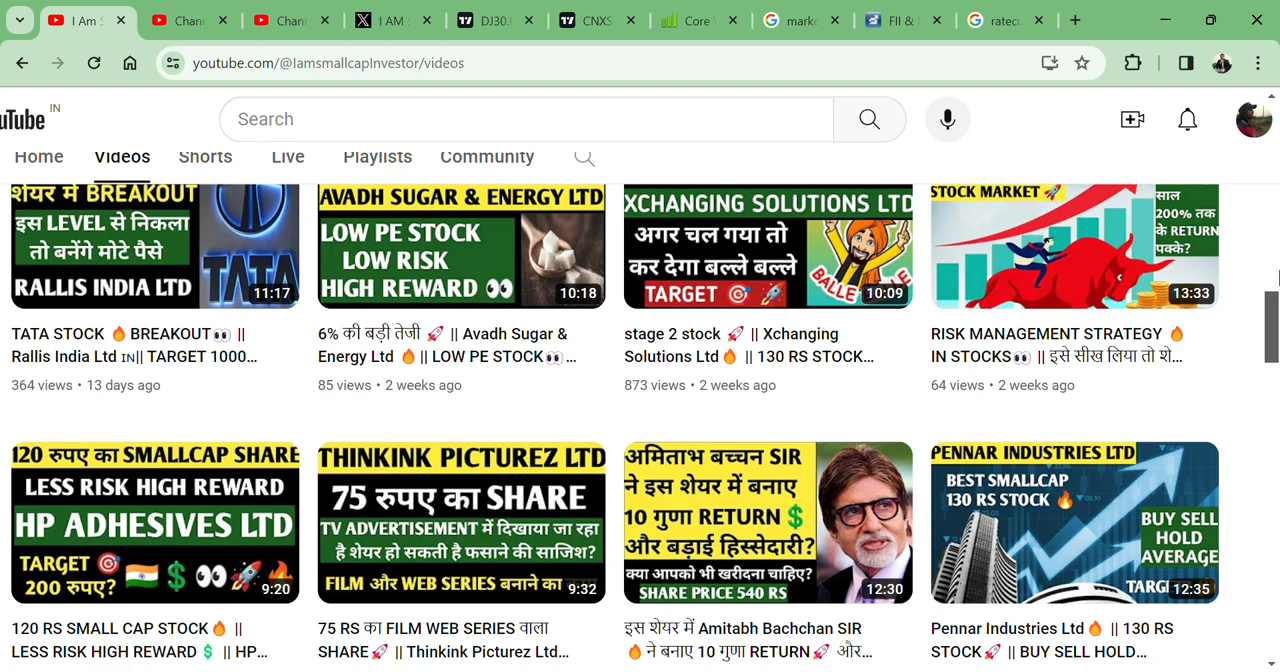 I Am S
Chann
Chann
I AM S
DJ30.
CNXS
Core
marke
FII &
ratecu
youtube.com/@IamsmallcapInvestor/videos
uTube IN
Search
Home Videos Shorts Live Playlists Community
शेयर में BREAKOUT
इस LEVEL से निकला
तो बनेंगे मोटे पैसे
RALLIS INDIA LTD
TATA
11:17
AVADH SUGAR & ENERGY LTD
LOW PE STOCK
LOW RISK
HIGH REWARD 👀
10:18
XCHANGING SOLUTIONS LTD
अगर चल गया तो
कर देगा बल्ले बल्ले
TARGET 🎯 🚀
BALLE
10:09
STOCK MARKET 🚀
साल
200% तक
के RETURN
पक्के?
13:33
TATA STOCK 🔥 BREAKOUT👀 ||
Rallis India Ltd ɪɴ|| TARGET 1000...
364 views • 13 days ago
6% की बड़ी तेजी 🚀 || Avadh Sugar &
Energy Ltd 🔥|| LOW PE STOCK👀...
85 views • 2 weeks ago
stage 2 stock 🚀 || Xchanging
Solutions Ltd🔥 || 130 RS STOCK...
873 views • 2 weeks ago
RISK MANAGEMENT STRATEGY 🔥
IN STOCKS👀 || इसे सीख लिया तो शे...
64 views • 2 weeks ago
120 रुपए का SMALLCAP SHARE
LESS RISK HIGH REWARD
HP ADHESIVES LTD
TARGET 🎯
200 रुपए? 🇮🇳 💲 👀 🚀 🔥
9:20
THINKINK PICTUREZ LTD
75 रुपए का SHARE
TV ADVERTISEMENT में दिखाया जा रहा
है शेयर हो सकती है फसाने की साजिश?
FILM और WEB SERIES बनाने का
9:32
अमिताभ बच्चन SIR
ने इस शेयर में बनाए
10 गुणा RETURN 💲
और बड़ाई हिस्सेदारी?
क्या आपको भी खरीदना चाहिए?
SHARE PRICE 540 RS
12:30
PENNAR INDUSTRIES LTD
BEST SMALLCAP
130 RS STOCK 🔥
BUY SELL
HOLD
AVERAGE
TARG
12:35
120 RS SMALL CAP STOCK🔥 ||
LESS RISK HIGH REWARD💲 || HP...
75 RS का FILM WEB SERIES वाला
SHARE🚀 || Thinkink Picturez Ltd...
इस शेयर में Amitabh Bachchan SIR
🔥ने बनाए 10 गुणा RETURN🚀 और...
Pennar Industries Ltd🔥 || 130 RS
STOCK🚀 || BUY SELL HOLD...